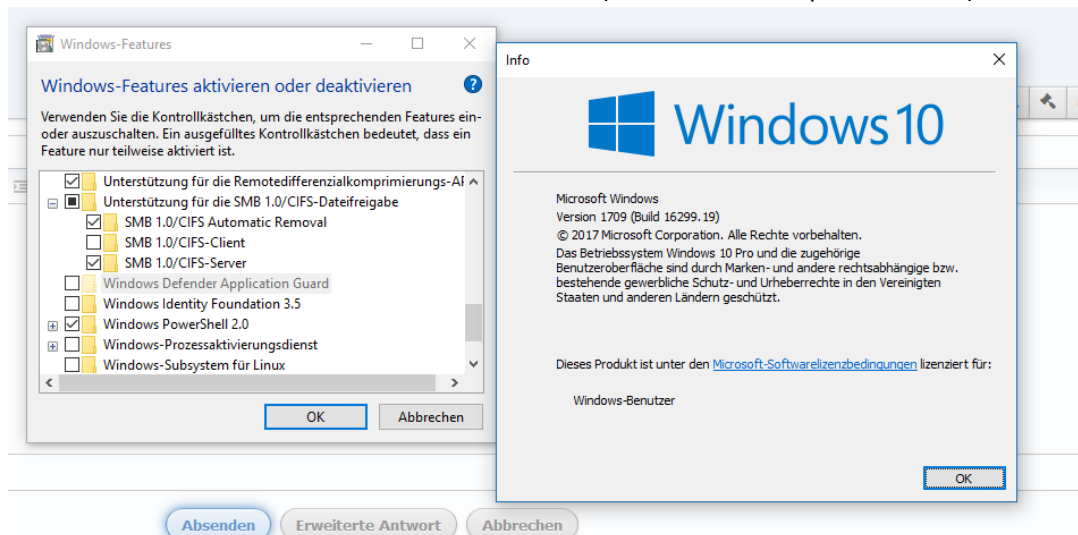 Windows-Features
Windows-Features aktivieren oder deaktivieren
Verwenden Sie die Kontrollkästchen, um die entsprechenden Features ein-
oder auszuschalten. Ein ausgefülltes Kontrollkästchen bedeutet, dass ein
Feature nur teilweise aktiviert ist.
Unterstützung für die Remotedifferenzialkomprimierungs-AF
Unterstützung für die SMB 1.0/CIFS-Dateifreigabe
SMB 1.0/CIFS Automatic Removal
SMB 1.0/CIFS-Client
SMB 1.0/CIFS-Server
Windows Defender Application Guard
Windows Identity Foundation 3.5
Windows PowerShell 2.0
Windows-Prozessaktivierungsdienst
Windows-Subsystem für Linux
OK
Abbrechen
Info
Windows 10
Microsoft Windows
Version 1709 (Build 16299.19)
© 2017 Microsoft Corporation. Alle Rechte vorbehalten.
Das Betriebssystem Windows 10 Pro und die zugehörige
Benutzeroberfläche sind durch Marken- und andere rechtsabhängige bzw.
bestehende gewerbliche Schutz- und Urheberrechte in den Vereinigten
Staaten und anderen Ländern geschützt.
Dieses Produkt ist unter den Microsoft-Softwarelizenzbedingungen lizenziert für:
Windows-Benutzer
OK
Absenden
Erweiterte Antwort
Abbrechen